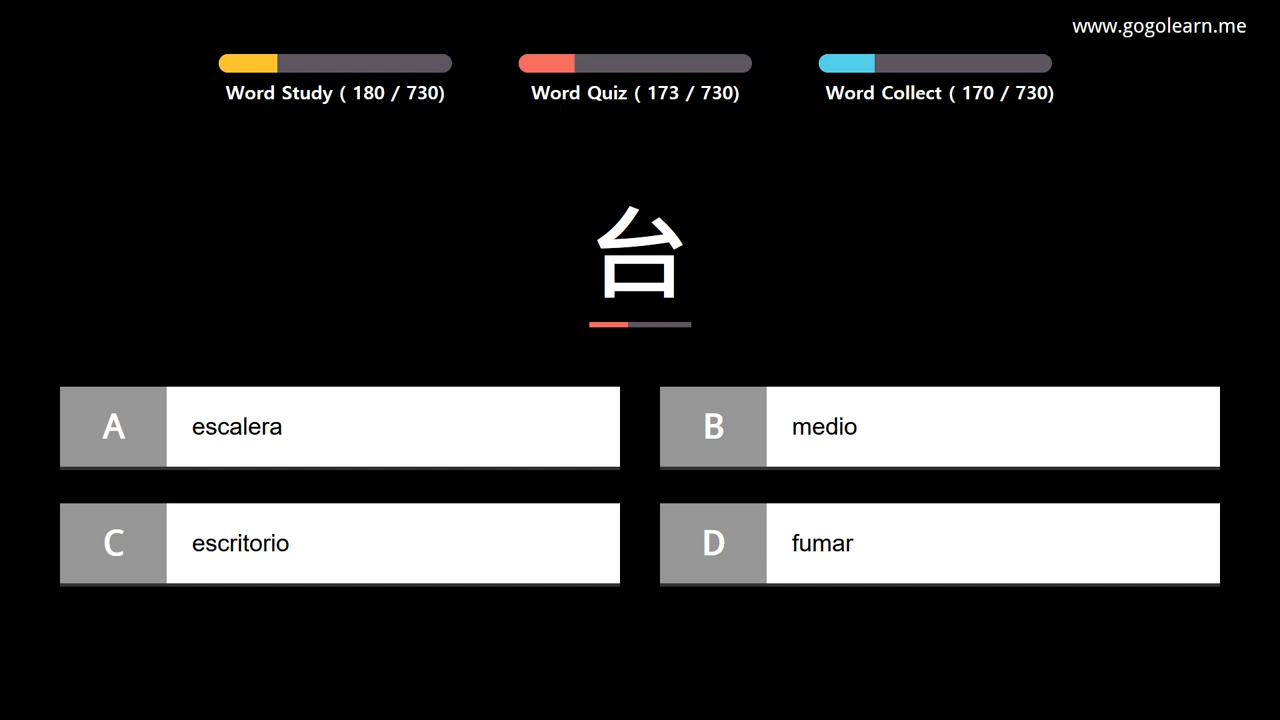 www.gogolearn.me
Word Study ( 180 / 730)
Word Quiz ( 173 / 730)
Word Collect ( 170 / 730)
台
A escalera
B medio
C escritorio
D fumar